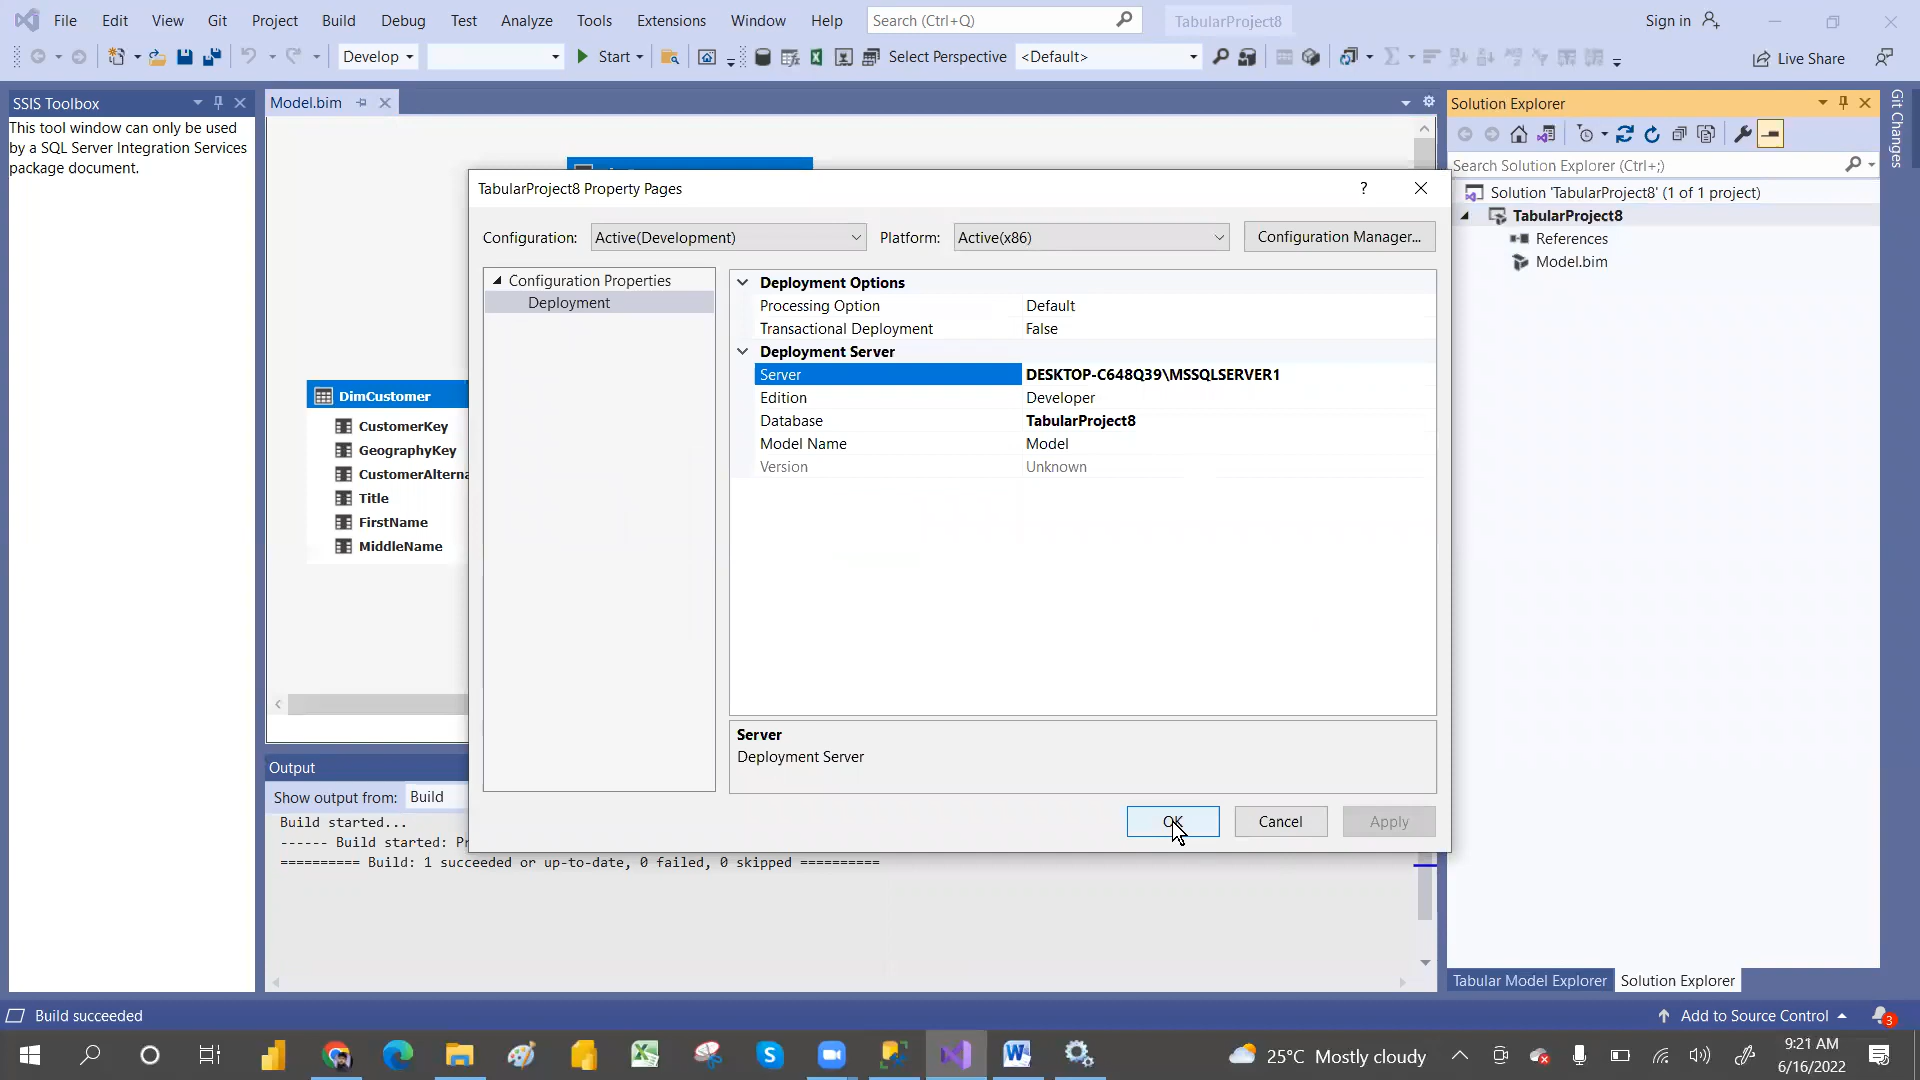 File Edit View Git Project Build Debug Test Analyze Tools Extensions Window Help Search (Ctrl+Q) TabularProject8 Sign in
Develop Start Select Perspective <Default> Live Share
SSIS Toolbox
This tool window can only be used
by a SQL Server Integration Services
package document.
Model.bim
DimCustomer
CustomerKey
GeographyKey
CustomerAlterna
Title
FirstName
MiddleName
TabularProject8 Property Pages ?
Configuration: Active(Development) Platform: Active(x86) Configuration Manager...
Configuration Properties
Deployment
Deployment Options
Processing Option Default
Transactional Deployment False
Deployment Server
Server DESKTOP-C648Q39\MSSQLSERVER1
Edition Developer
Database TabularProject8
Model Name Model
Version Unknown
Server
Deployment Server
OK Cancel Apply
Output
Show output from: Build
Build started...
------ Build started: Pr
========== Build: 1 succeeded or up-to-date, 0 failed, 0 skipped ==========
Solution Explorer
Search Solution Explorer (Ctrl+;)
Solution 'TabularProject8' (1 of 1 project)
TabularProject8
References
Model.bim
Tabular Model Explorer Solution Explorer
Git Changes
Build succeeded Add to Source Control 3
25°C Mostly cloudy
9:21 AM
6/16/2022